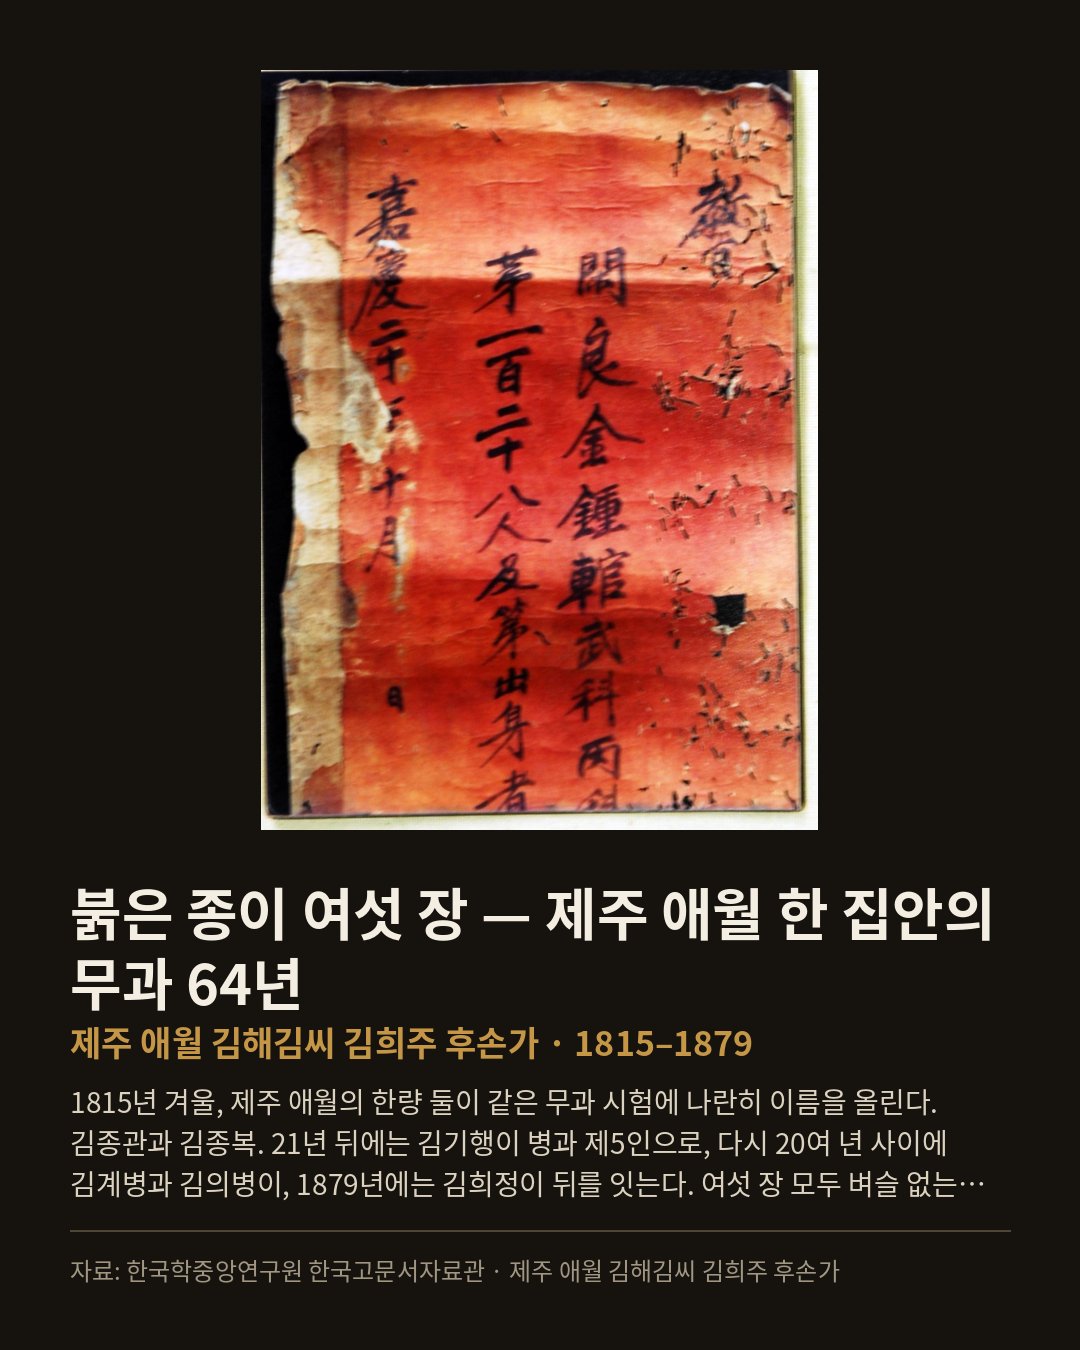 教旨
閑良金鍾輨武科丙科
第一百二十八人及第出身者
嘉慶二十 十月 日
붉은 종이 여섯 장 — 제주 애월 한 집안의
무과 64년
제주 애월 김해김씨 김희주 후손가 · 1815–1879
1815년 겨울, 제주 애월의 한량 둘이 같은 무과 시험에 나란히 이름을 올린다.
김종관과 김종복. 21년 뒤에는 김기행이 병과 제5인으로, 다시 20여 년 사이에
김계병과 김의병이, 1879년에는 김희정이 뒤를 잇는다. 여섯 장 모두 벼슬 없는…
자료: 한국학중앙연구원 한국고문서자료관 · 제주 애월 김해김씨 김희주 후손가